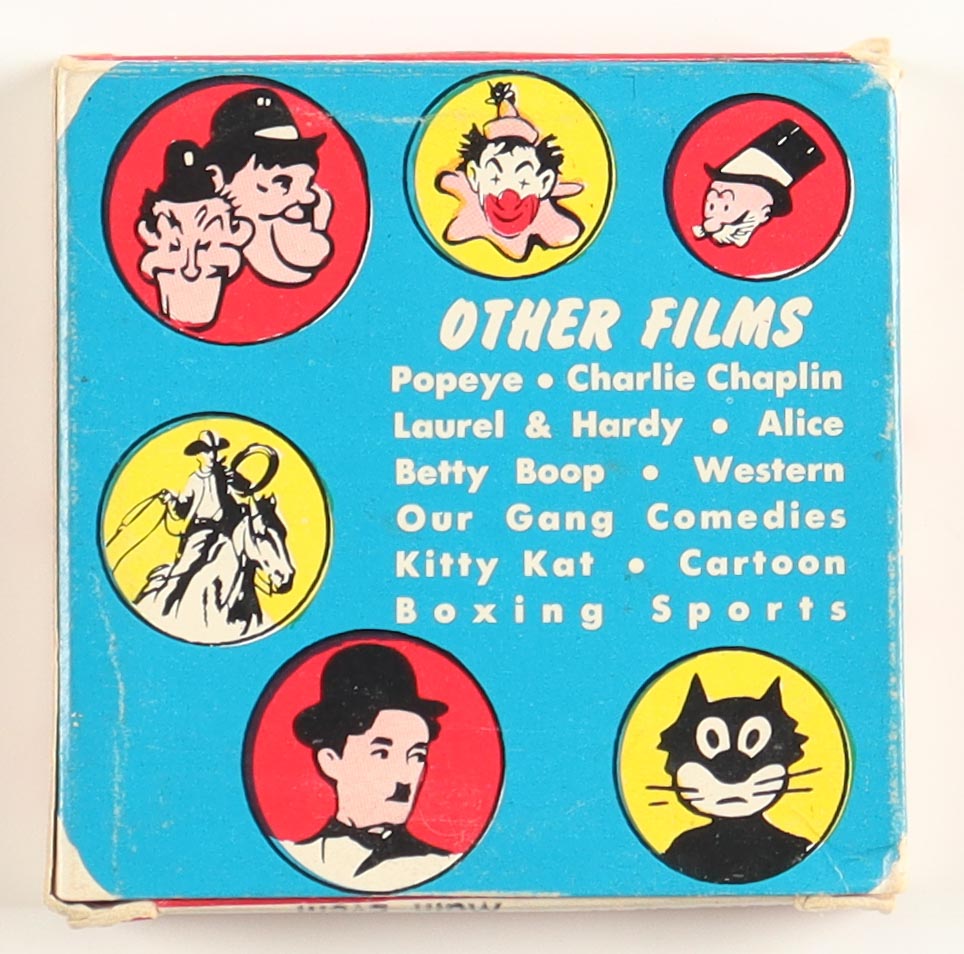 OTHER FILMS
Popeye • Charlie Chaplin
Laurel & Hardy • Alice
Betty Boop • Western
Our Gang Comedies
Kitty Kat • Cartoon
Boxing Sports